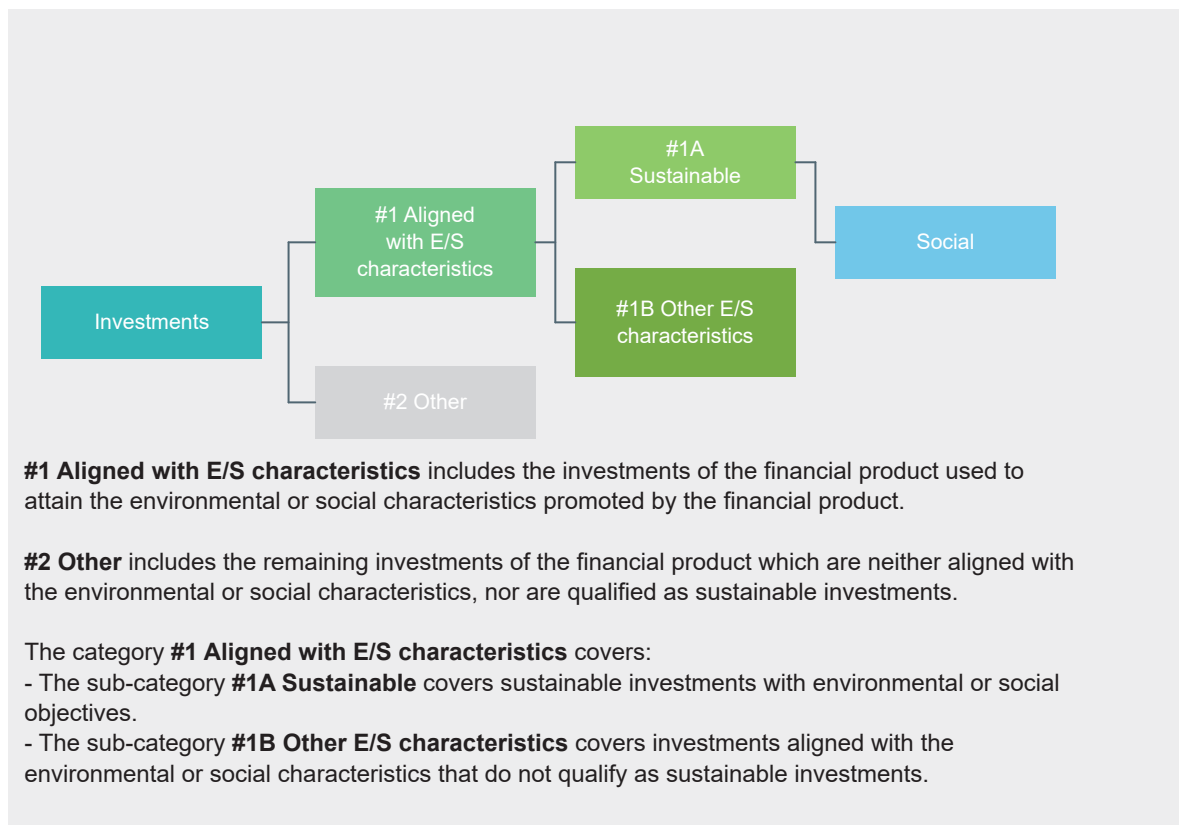 #1A
Sustainable
#1 Aligned
with E/S
characteristics
Social
Investments
#1B Other E/S
characteristics
#2 Other
#1 Aligned with E/S characteristics includes the investments of the financial product used to
attain the environmental or social characteristics promoted by the financial product.
#2 Other includes the remaining investments of the financial product which are neither aligned with
the environmental or social characteristics, nor are qualified as sustainable investments.
The category #1 Aligned with E/S characteristics covers:
- The sub-category #1A Sustainable covers sustainable investments with environmental or social
objectives.
- The sub-category #1B Other E/S characteristics covers investments aligned with the
environmental or social characteristics that do not qualify as sustainable investments.